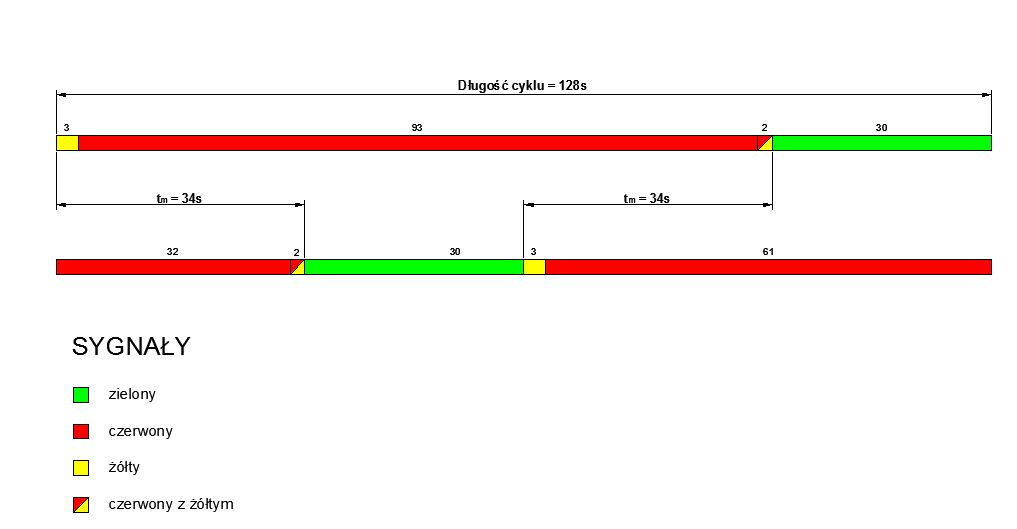 Długość cyklu = 128s
3 93 2 30
tm = 34s tm = 34s
32 2 30 3 61
SYGNAŁY
zielony
czerwony
żółty
czerwony z żółtym